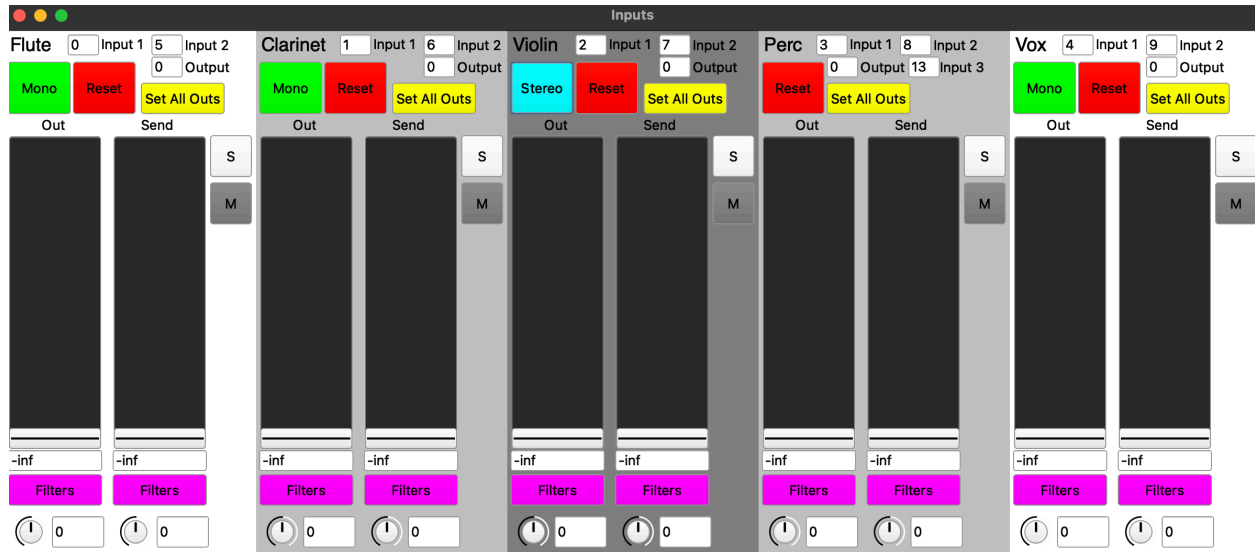 Inputs
Flute 0 Input 1 5 Input 2 Clarinet 1 Input 1 6 Input 2 Violin 2 Input 1 7 Input 2 Perc 3 Input 1 8 Input 2 Vox 4 Input 1 9 Input 2
0 Output 0 Output 0 Output 0 Output 13 Input 3 0 Output
Mono Reset Set All Outs Mono Reset Set All Outs Stereo Reset Set All Outs Reset Set All Outs Mono Reset Set All Outs
Out Send Out Send Out Send Out Send Out Send
S S S S S
M M M M M
-inf -inf -inf -inf -inf -inf -inf -inf -inf -inf
Filters Filters Filters Filters Filters Filters Filters Filters Filters Filters
0 0 0 0 0 0 0 0 0 0